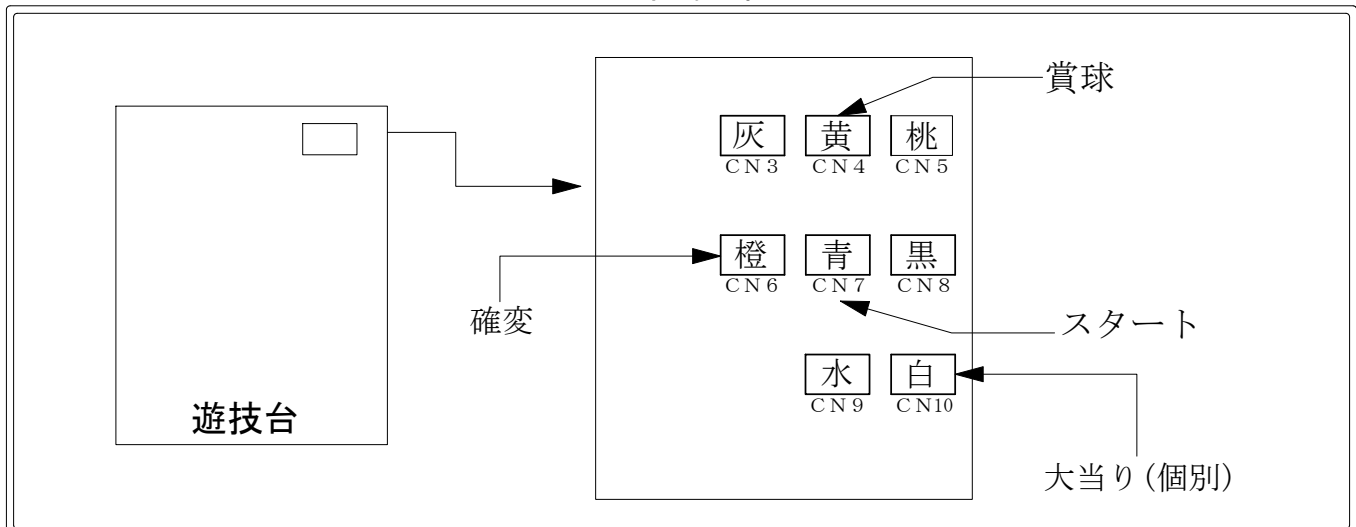 賞球
灰 黄 桃
CN3 CN4 CN5
橙 青 黒
CN6 CN7 CN8
確変
スタート
水 白
CN9 CN10
遊技台
大当り(個別)